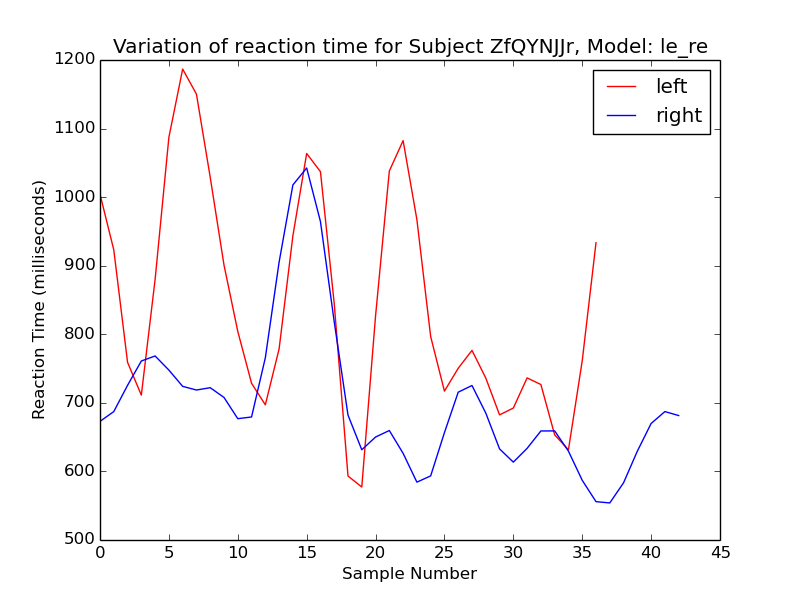 Variation of reaction time for Subject ZfQYNJJr, Model: le_re
left
right
1200
1100
1000
900
800
700
600
500
Reaction Time (milliseconds)
0 5 10 15 20 25 30 35 40 45
Sample Number